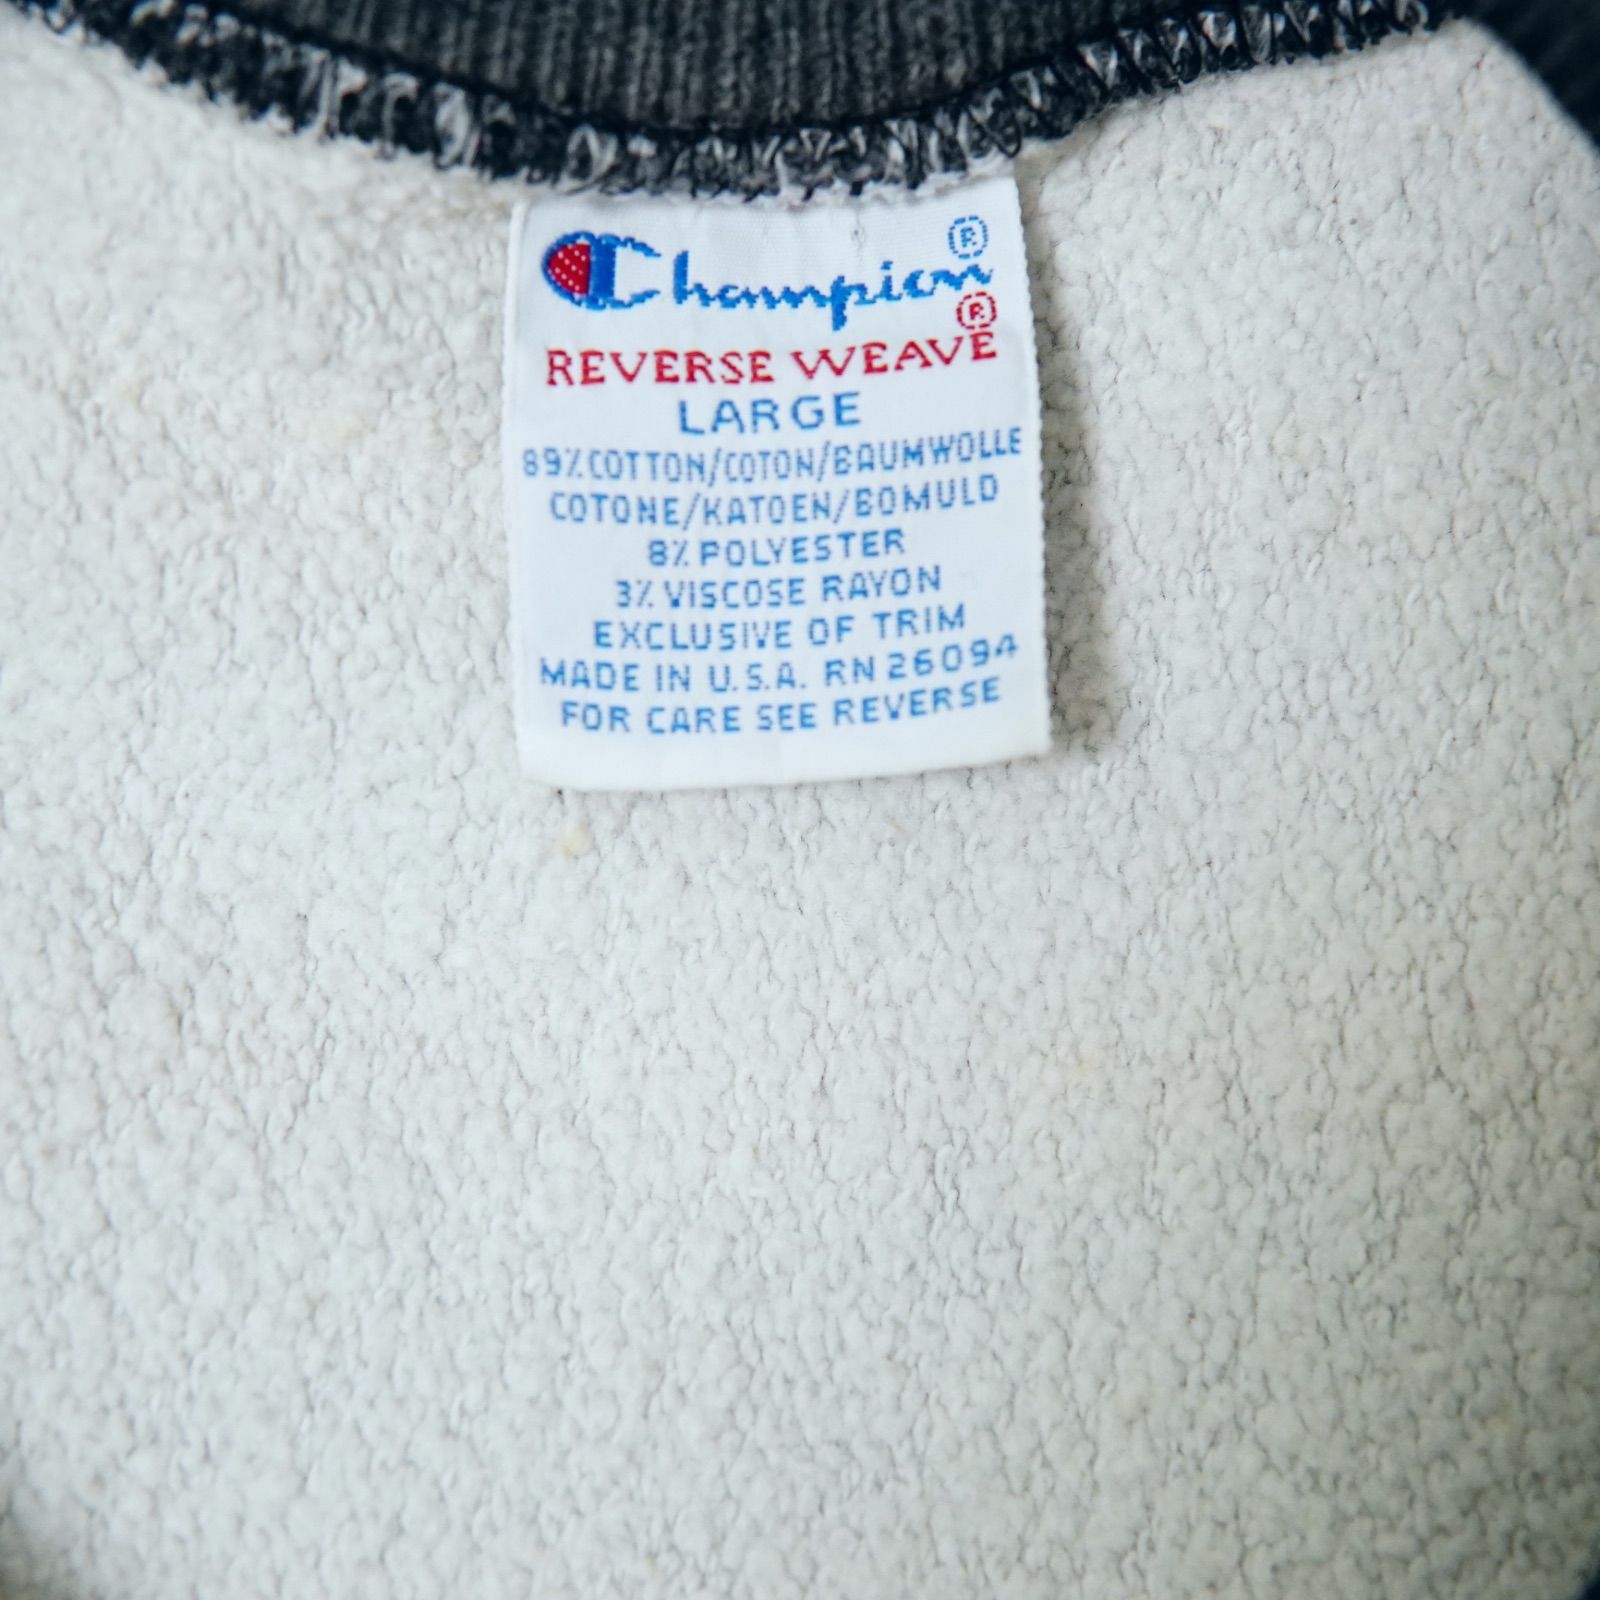 Champion®
REVERSE WEAVE®
LARGE
89% COTTON/COTON/BAUMWOLLE
COTONE/KATOEN/BOMULD
8% POLYESTER
3% VISCOSE RAYON
EXCLUSIVE OF TRIM
MADE IN U.S.A. RN 26094
FOR CARE SEE REVERSE